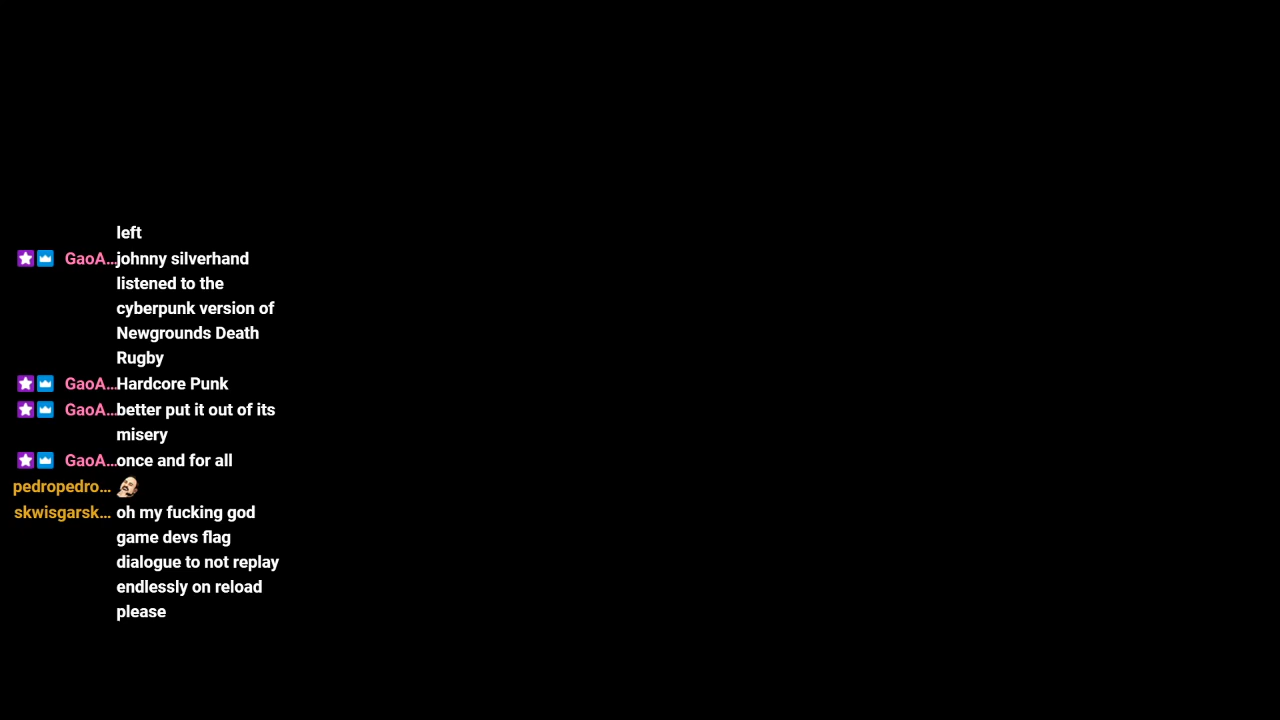 left
GaoA...johnny silverhand
listened to the
cyberpunk version of
Newgrounds Death
Rugby
GaoA...Hardcore Punk
GaoA...better put it out of its
misery
GaoA...once and for all
pedropedro...
skwisgarsk... oh my fucking god
game devs flag
dialogue to not replay
endlessly on reload
please